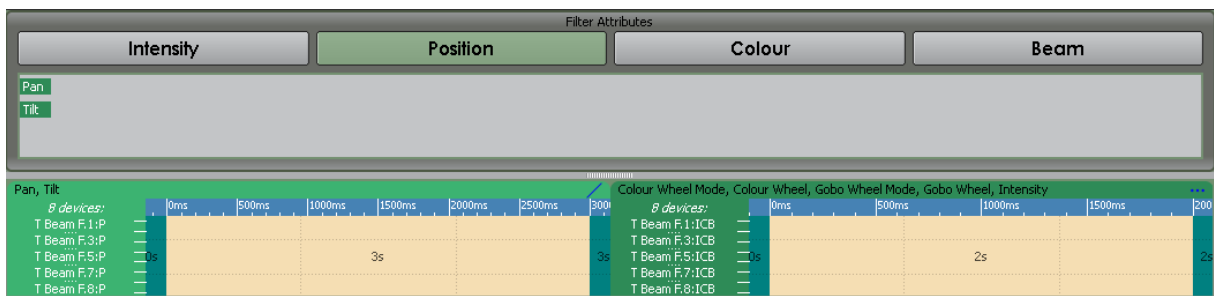 Filter Attributes
Intensity Position Colour Beam
Pan
Tilt
Pan, Tilt
8 devices: 0ms 500ms 1000ms 1500ms 2000ms 2500ms 300
T Beam F.1:P
T Beam F.3:P
T Beam F.5:P 0s 3s 3s
T Beam F.7:P
T Beam F.8:P
Colour Wheel Mode, Colour Wheel, Gobo Wheel Mode, Gobo Wheel, Intensity ...
8 devices: 0ms 500ms 1000ms 1500ms 200
T Beam F.1:ICB
T Beam F.3:ICB
T Beam F.5:ICB 0s 2s 2s
T Beam F.7:ICB
T Beam F.8:ICB